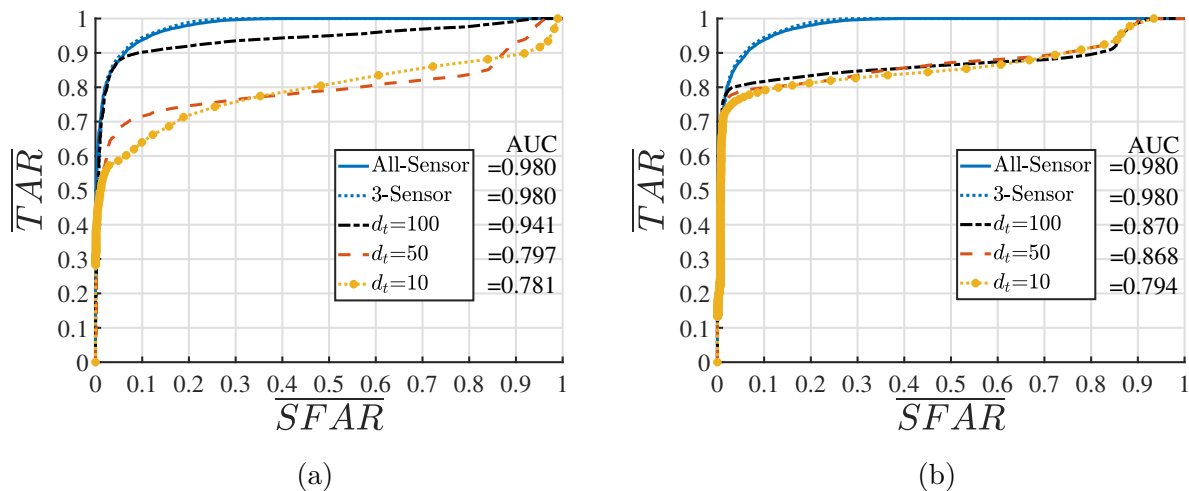 1
0.9
0.8
0.7
0.6
0.5
0.4
0.3
0.2
0.1
0
TAR
AUC
All-Sensor =0.980
3-Sensor =0.980
d_t=100 =0.941
d_t=50 =0.797
d_t=10 =0.781
0 0.1 0.2 0.3 0.4 0.5 0.6 0.7 0.8 0.9 1
SFAR
(a)
1
0.9
0.8
0.7
0.6
0.5
0.4
0.3
0.2
0.1
0
TAR
AUC
All-Sensor =0.980
3-Sensor =0.980
d_t=100 =0.870
d_t=50 =0.868
d_t=10 =0.794
0 0.1 0.2 0.3 0.4 0.5 0.6 0.7 0.8 0.9 1
SFAR
(b)